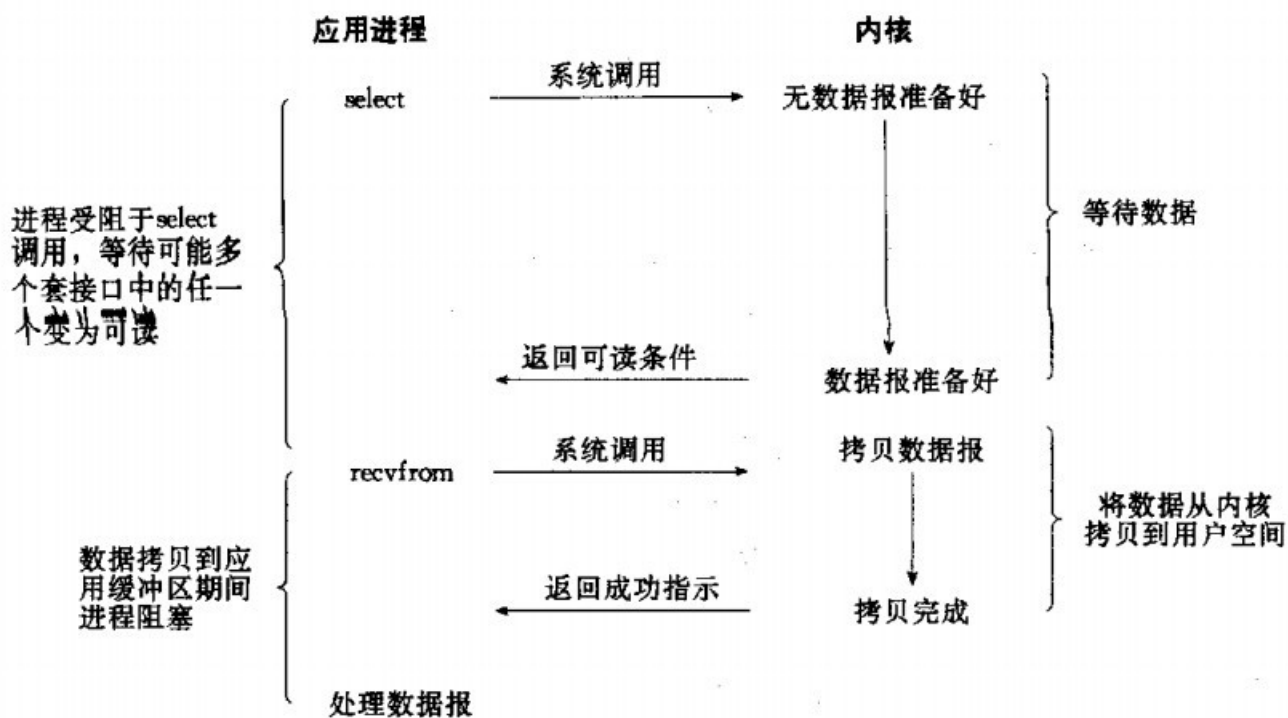 应用进程
内核
系统调用
select
无数据报准备好
进程受阻于select
调用，等待可能多
个套接口中的任一
个变为可读
等待数据
返回可读条件
数据报准备好
系统调用
recvfrom
拷贝数据报
将数据从内核
拷贝到用户空间
数据拷贝到应
用缓冲区期间
进程阻塞
返回成功指示
拷贝完成
处理数据报